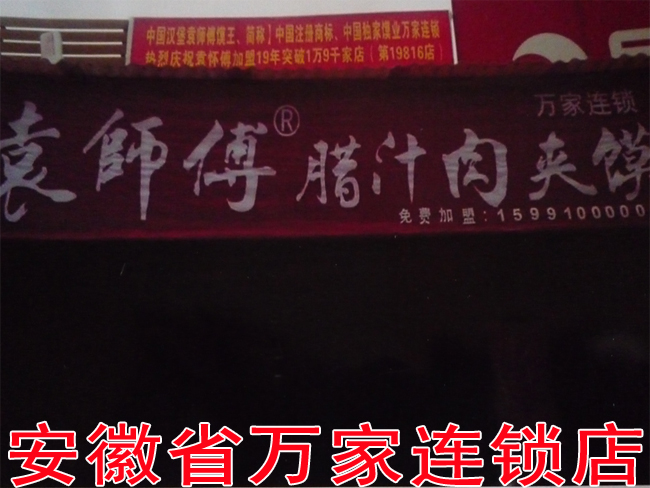 中国汉堡袁师傅馍王、简称】中国注册商标、中国独家馍业万家连锁
热烈庆祝袁怀傅加盟19年突破1万9千家店（第19816店）
万家连锁
袁師傅® 腊汁肉夹馍
免费加盟：15991000000
安徽省万家连锁店